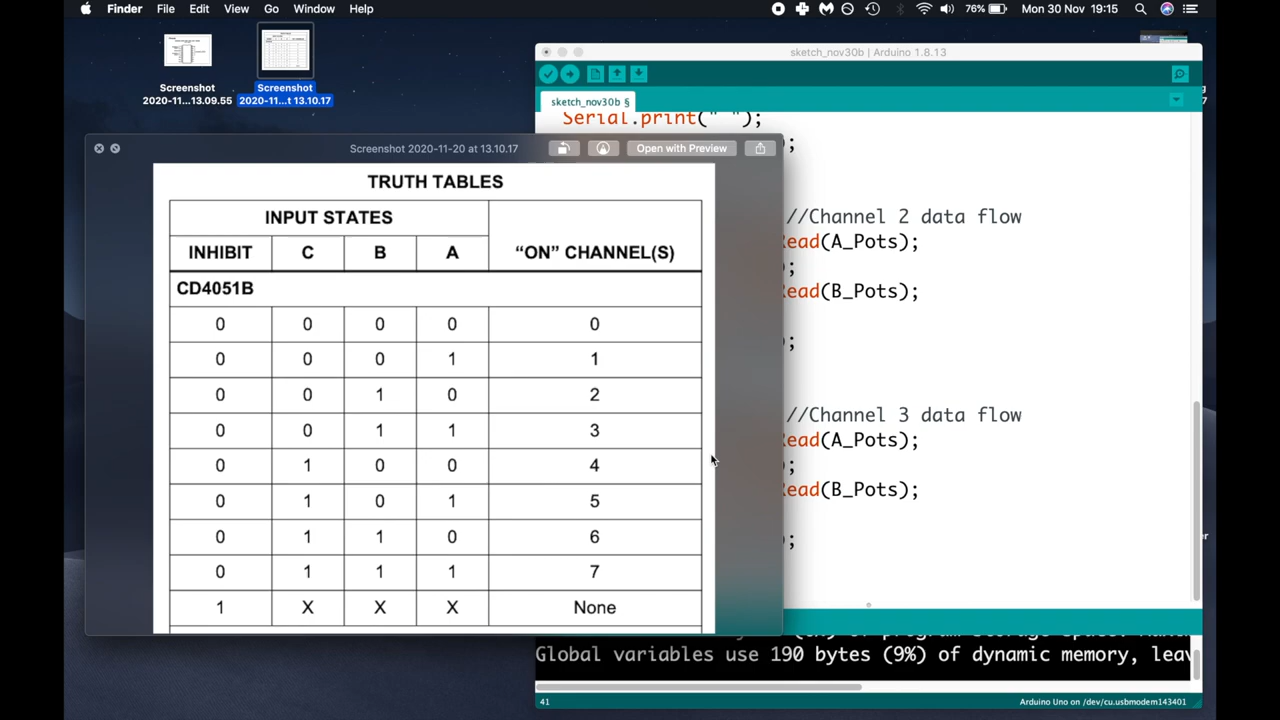 Finder File Edit View Go Window Help
76% Mon 30 Nov 19:15
Screenshot
2020-11...13.09.55
Screenshot
2020-11...t 13.10.17
sketch_nov30b | Arduino 1.8.13
sketch_nov30b §
Serial.print(" ");
;
//Channel 2 data flow
Read(A_Pots);
;
Read(B_Pots);
;
//Channel 3 data flow
Read(A_Pots);
;
Read(B_Pots);
;
Screenshot 2020-11-20 at 13.10.17
Open with Preview
TRUTH TABLES
INPUT STATES
INHIBIT C B A "ON" CHANNEL(S)
CD4051B
0 0 0 0 0
0 0 0 1 1
0 0 1 0 2
0 0 1 1 3
0 1 0 0 4
0 1 0 1 5
0 1 1 0 6
0 1 1 1 7
1 X X X None
Global variables use 190 bytes (9%) of dynamic memory, leav
41 Arduino Uno on /dev/cu.usbmodem143401